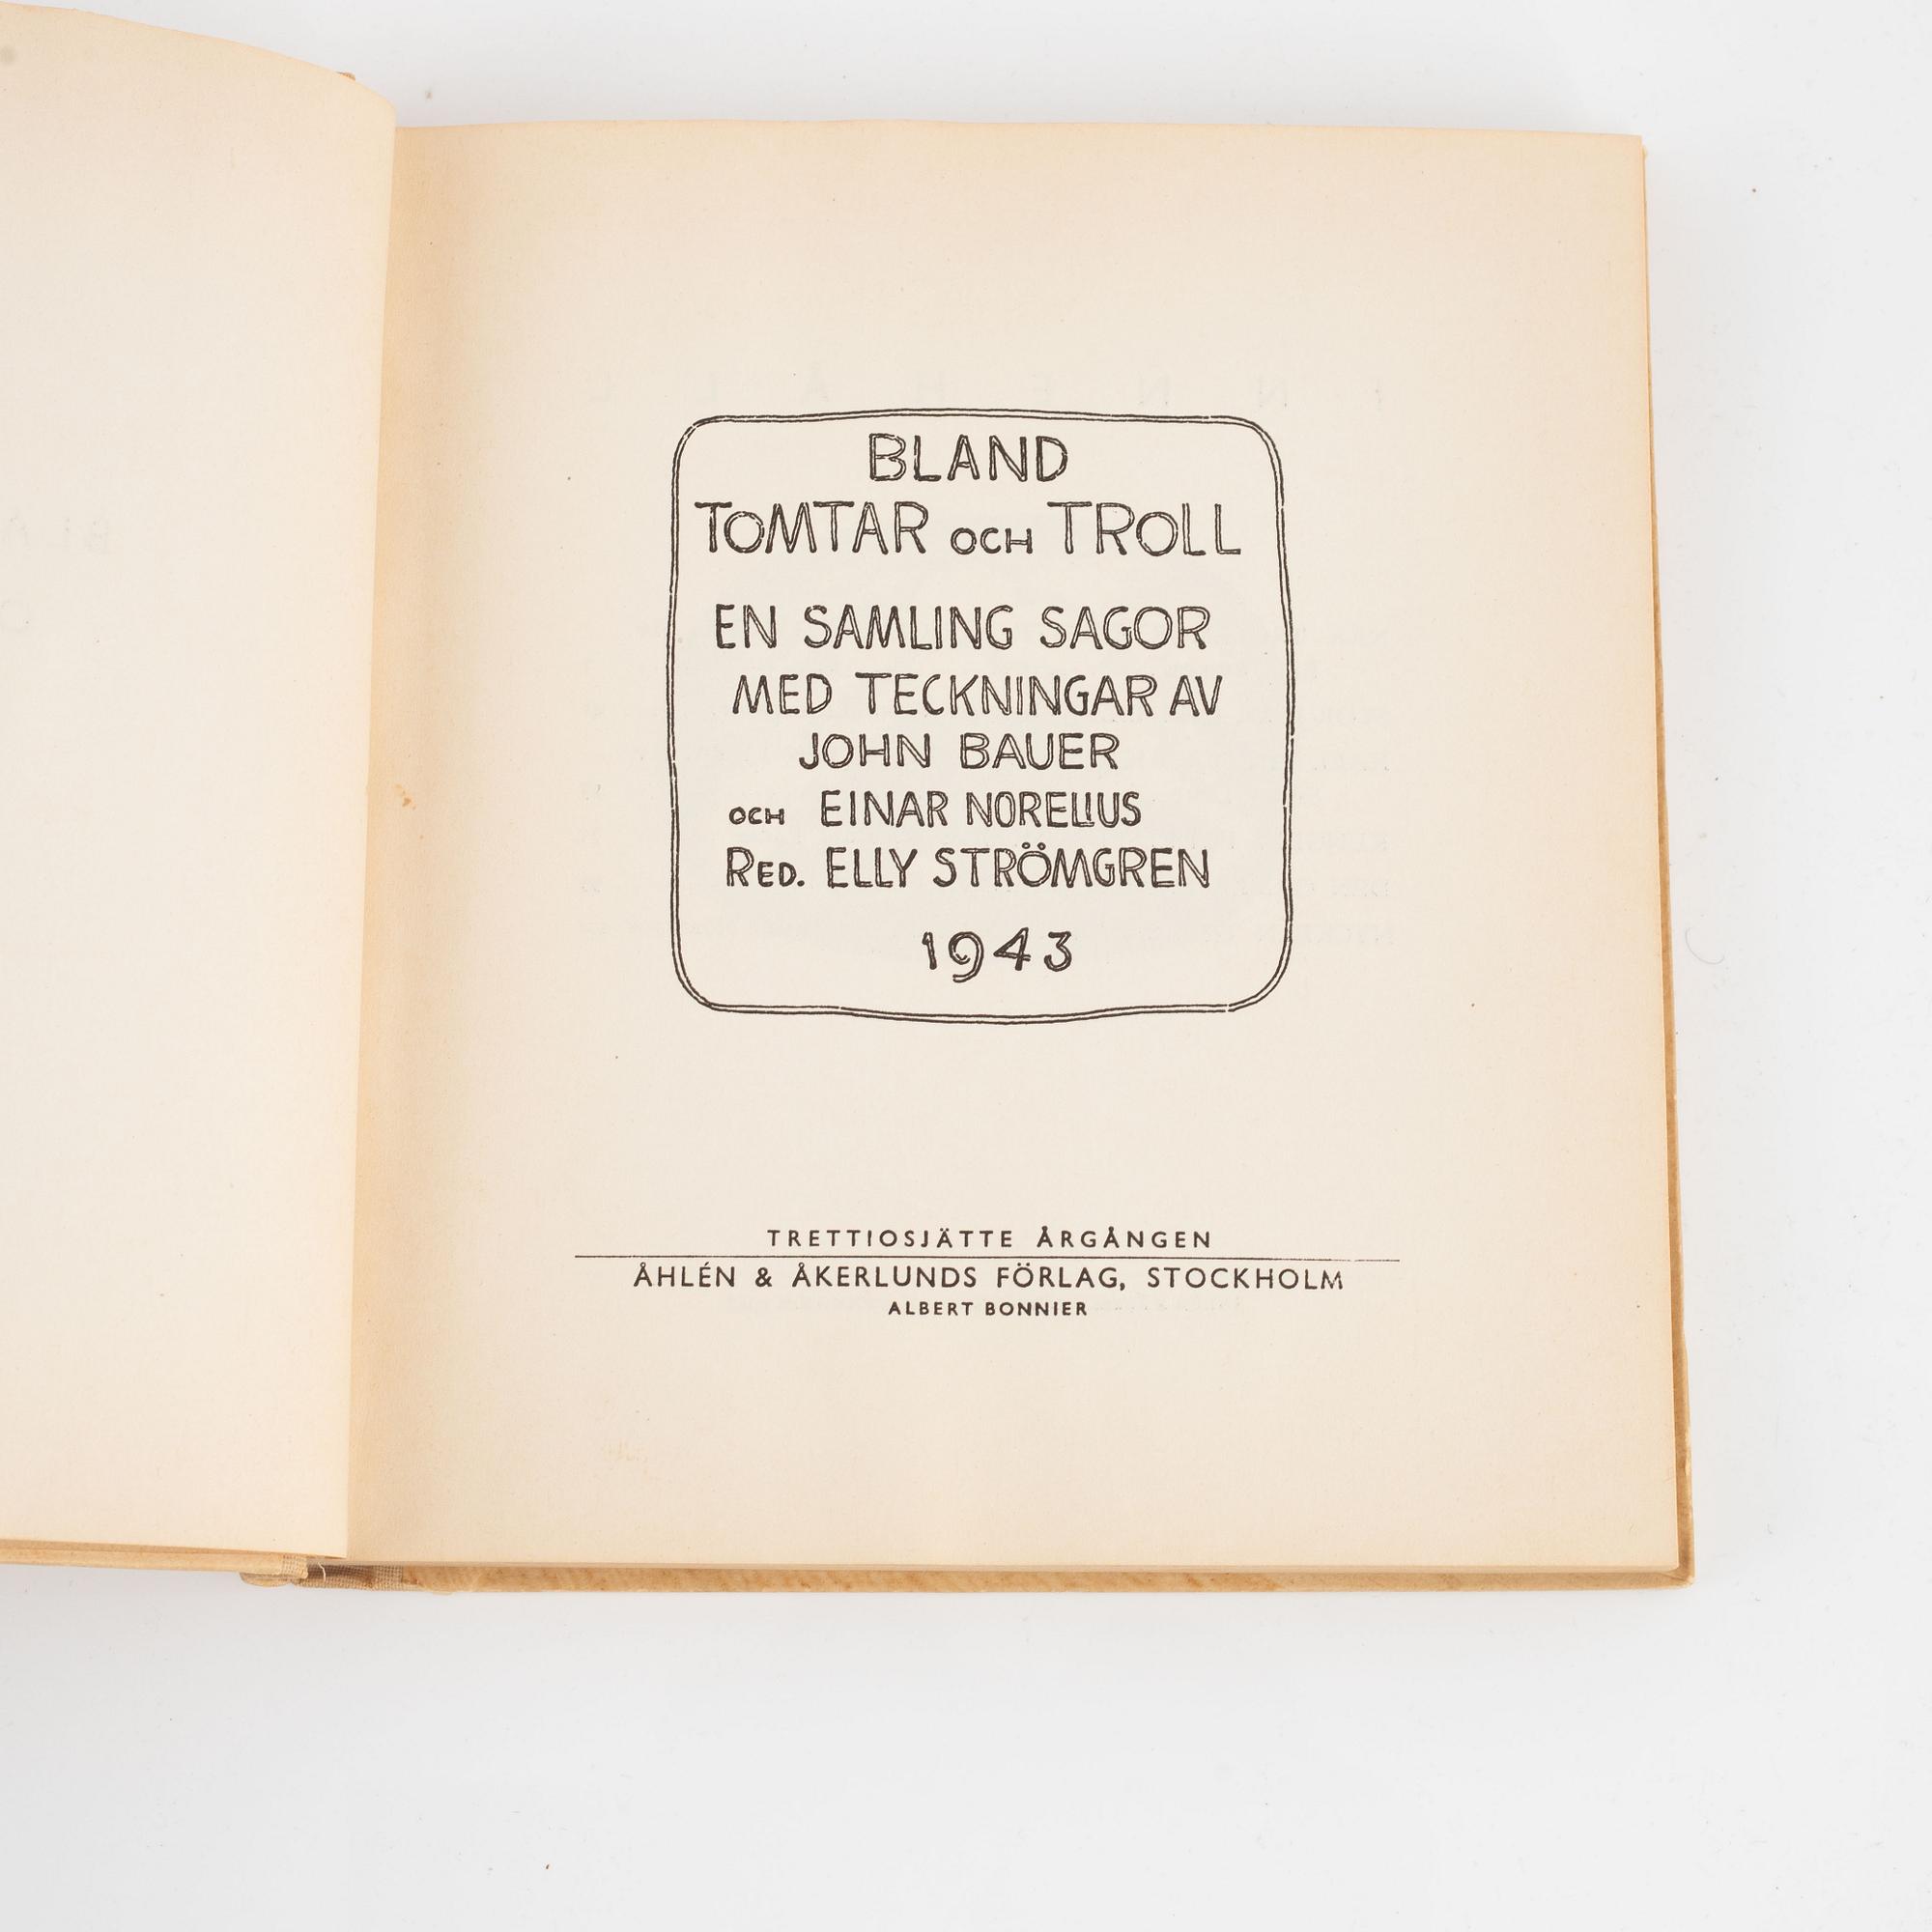 BLAND
TOMTAR OCH TROLL
EN SAMLING SAGOR
MED TECKNINGAR AV
JOHN BAUER
OCH EINAR NORELIUS
RED. ELLY STRÖMGREN
1943
TRETTIOSJÄTTE ÅRGÅNGEN
ÅHLÉN & ÅKERLUNDS FÖRLAG, STOCKHOLM
ALBERT BONNIER